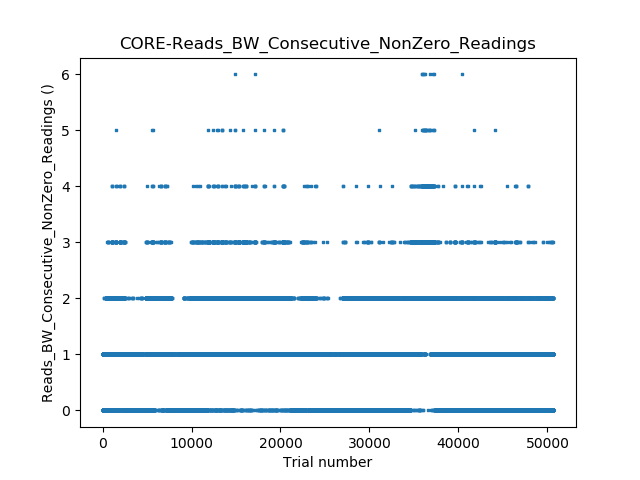 CORE-Reads_BW_Consecutive_NonZero_Readings
Reads_BW_Consecutive_NonZero_Readings ()
6
5
4
3
2
1
0
0 10000 20000 30000 40000 50000
Trial number